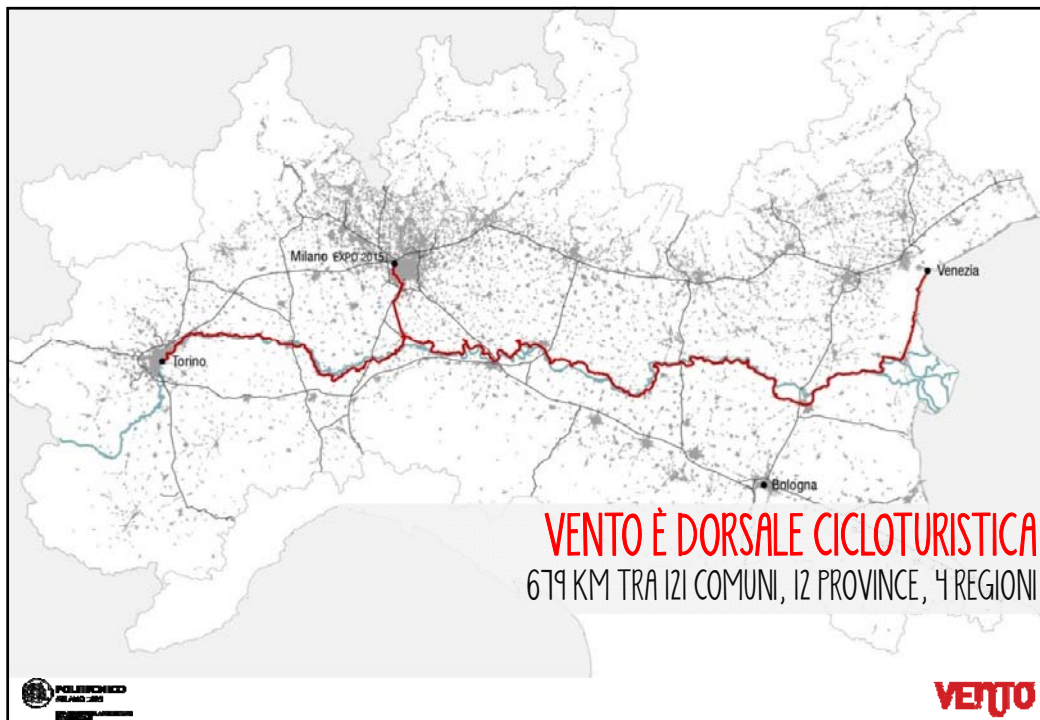 Milano EXPO 2015
Venezia
Torino
Bologna
VENTO È DORSALE CICLOTURISTICA
679 KM TRA 121 COMUNI, 12 PROVINCE, 4 REGIONI
POLITECNICO
VENTO